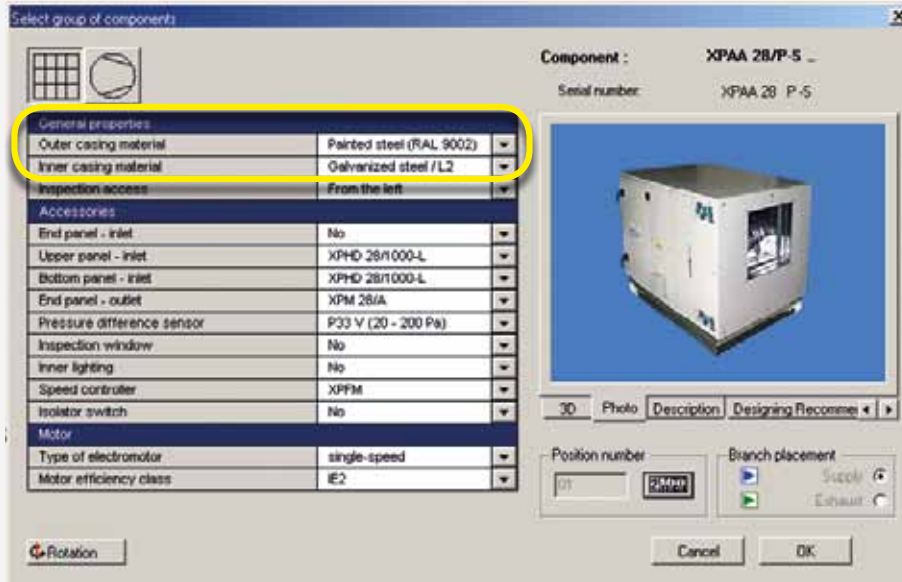 Select group of components
Component : XPAA 28/P-S _
Serial number: XPAA 28 P -S
General properties
Outer casing material Painted steel (RAL 9002)
Inner casing material Galvanized steel / L2
Inspection access From the left
Accessories
End panel - inlet No
Upper panel - inlet XPHD 28/1000-L
Bottom panel - inlet XPHD 28/1000-L
End panel - outlet XPM 28/A
Pressure difference sensor P33 V (20 - 200 Pa)
Inspection window No
Inner lighting No
Speed controller XPFM
Isolator switch No
3D Photo Description Designing Recomme
Motor
Type of electromotor single-speed
Motor efficiency class IE2
Position number Branch placement
01 Supply
Exhaust
Rotation Cancel OK